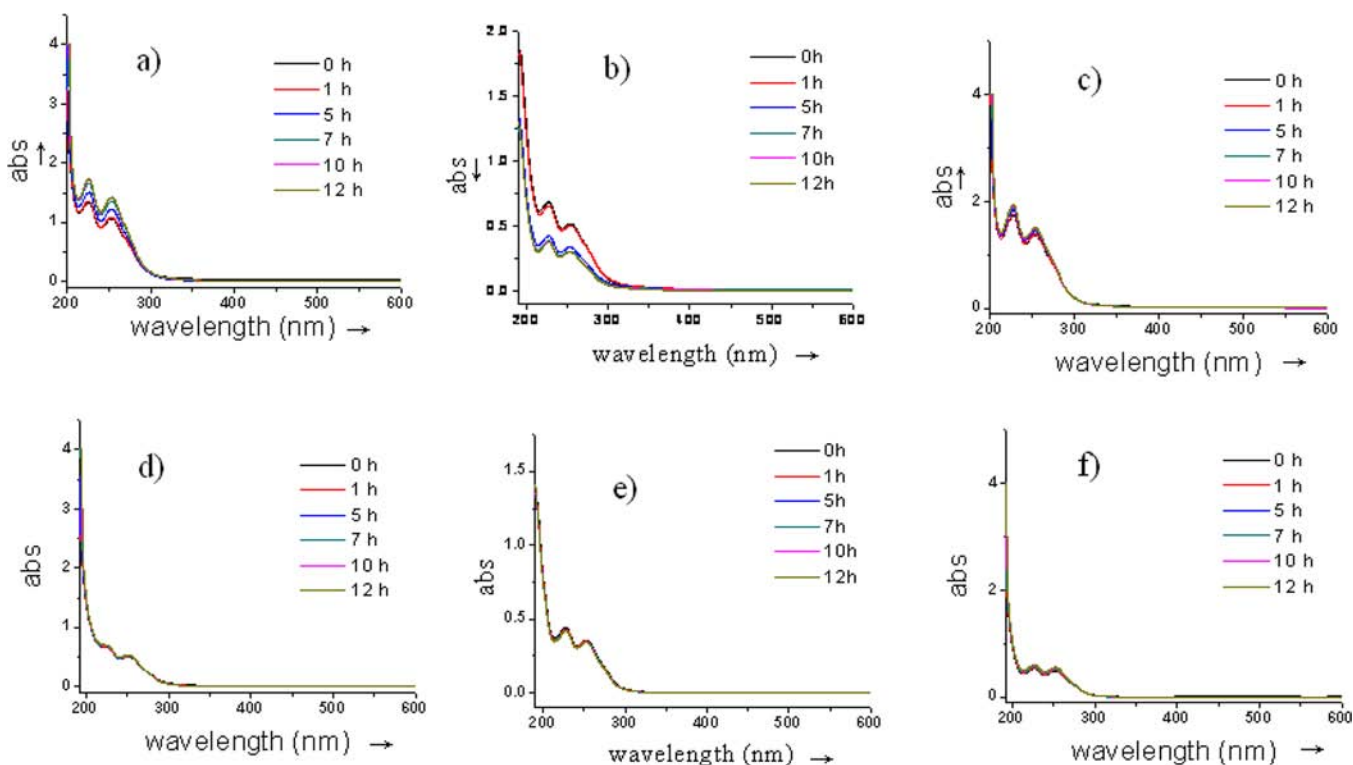 a)
0 h
1 h
5 h
7 h
10 h
12 h
4
3
2
1
0
abs →
200 300 400 500 600
wavelength (nm) →
b)
0h
1h
5h
7h
10h
12h
2.0
1.5
1.0
0.5
0.0
abs ←
200 300 400 500 600
wavelength (nm) →
c)
0 h
1 h
5 h
7 h
10 h
12 h
4
2
0
abs →
200 300 400 500 600
wavelength (nm) →
d)
0 h
1 h
5 h
7 h
10 h
12 h
4
3
2
1
0
abs
200 300 400 500 600
wavelength (nm) →
e)
0h
1h
5h
7h
10h
12h
1.5
1.0
0.5
0.0
abs
200 300 400 500 600
wavelength (nm) →
f)
0 h
1 h
5 h
7 h
10 h
12 h
4
2
0
abs
200 300 400 500 600
wavelength (nm) →